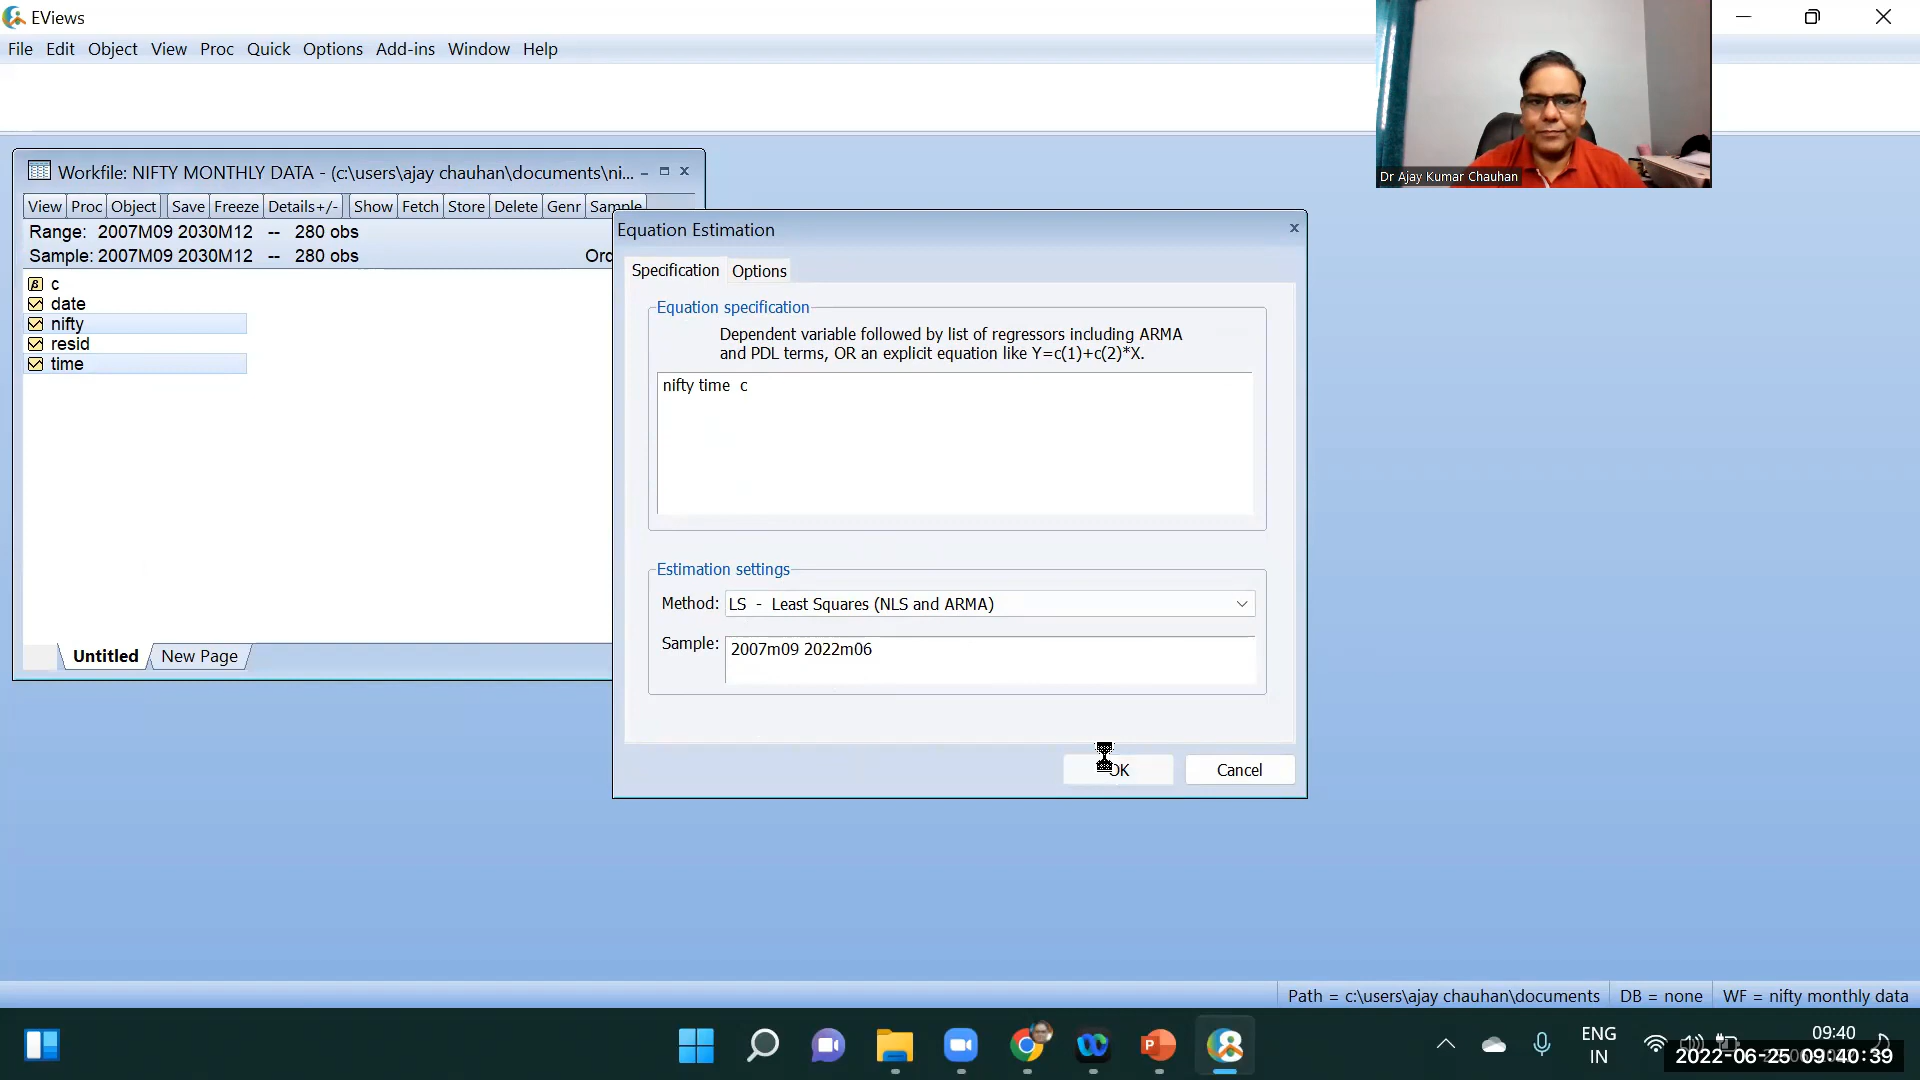 EViews
File Edit Object View Proc Quick Options Add-ins Window Help
Dr Ajay Kumar Chauhan
Workfile: NIFTY MONTHLY DATA - (c:\users\ajay chauhan\documents\ni...
View Proc Object Save Freeze Details+/- Show Fetch Store Delete Genr Sample
Range: 2007M09 2030M12 -- 280 obs
Sample: 2007M09 2030M12 -- 280 obs Ord
c
date
nifty
resid
time
Untitled New Page
Equation Estimation
Specification Options
Equation specification
Dependent variable followed by list of regressors including ARMA
and PDL terms, OR an explicit equation like Y=c(1)+c(2)*X.
nifty time c
Estimation settings
Method: LS - Least Squares (NLS and ARMA)
Sample: 2007m09 2022m06
OK Cancel
Path = c:\users\ajay chauhan\documents DB = none WF = nifty monthly data
ENG
IN
09:40
2022-06-25 09:40:39